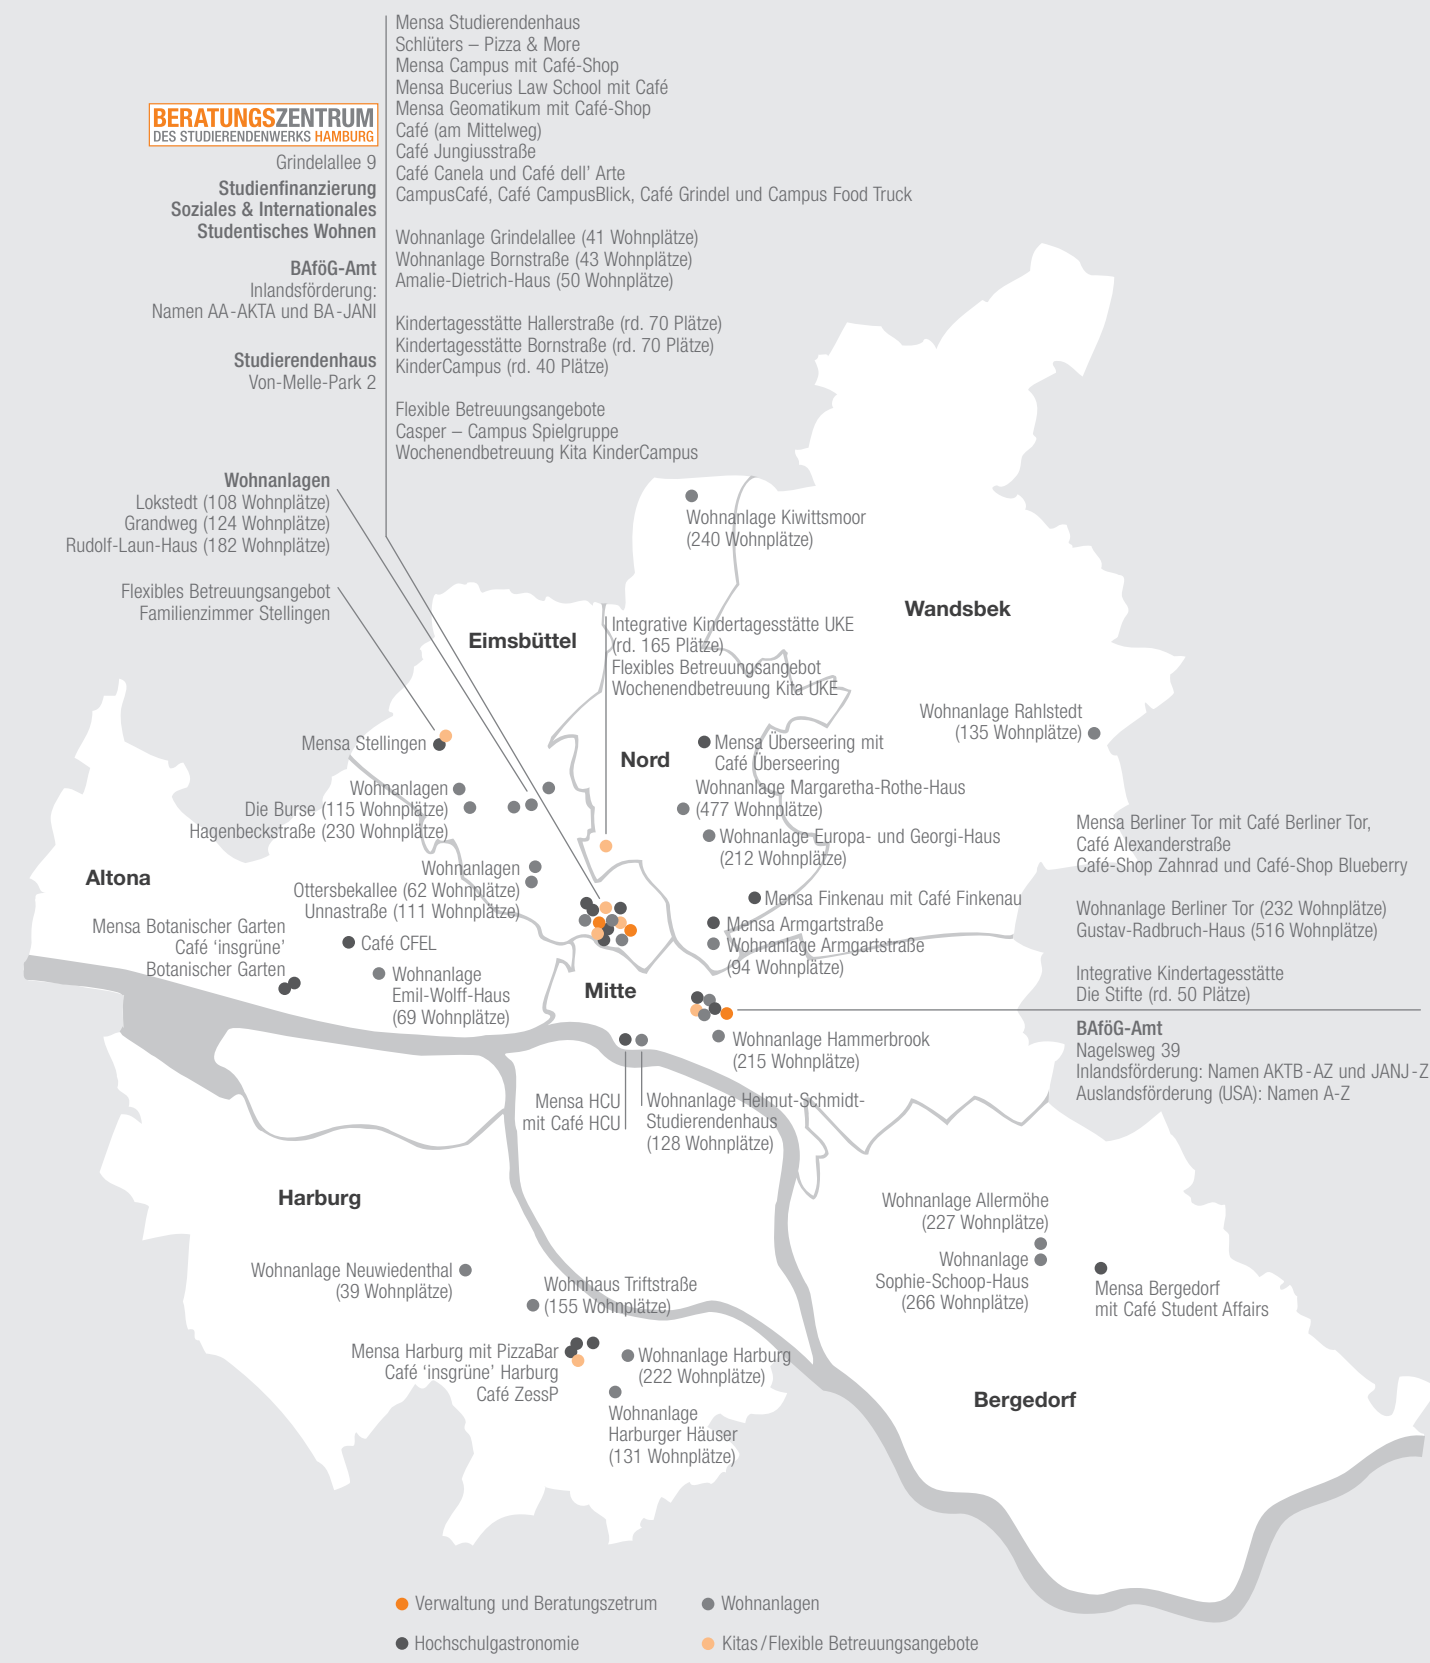 Mensa Studierendenhaus
Schlüters – Pizza & More
Mensa Campus mit Café-Shop
Mensa Bucerius Law School mit Café
Mensa Geomatikum mit Café-Shop
Café (am Mittelweg)
Café Jungiusstraße
Café Canela und Café dell’ Arte
CampusCafé, Café CampusBlick, Café Grindel und Campus Food Truck
Wohnanlage Grindelallee (41 Wohnplätze)
Wohnanlage Bornstraße (43 Wohnplätze)
Amalie-Dietrich-Haus (50 Wohnplätze)
Kindertagesstätte Hallerstraße (rd. 70 Plätze)
Kindertagesstätte Bornstraße (rd. 70 Plätze)
KinderCampus (rd. 40 Plätze)
Flexible Betreuungsangebote
Casper – Campus Spielgruppe
Wochenendbetreuung Kita KinderCampus
BERATUNGSZENTRUM
DES STUDIERENDENWERKS HAMBURG
Grindelallee 9
Studienfinanzierung
Soziales & Internationales
Studentisches Wohnen
BAföG-Amt
Inlandsförderung:
Namen AA-AKTA und BA-JANI
Studierendenhaus
Von-Melle-Park 2
Wohnanlagen
Lokstedt (108 Wohnplätze)
Grandweg (124 Wohnplätze)
Rudolf-Laun-Haus (182 Wohnplätze)
Flexibles Betreuungsangebot
Familienzimmer Stellingen
Wohnanlage Kiwittsmoor
(240 Wohnplätze)
Wandsbek
Eimsbüttel
Integrative Kindertagesstätte UKE
(rd. 165 Plätze)
Flexibles Betreuungsangebot
Wochenendbetreuung Kita UKE
Wohnanlage Rahlstedt
(135 Wohnplätze)
Mensa Stellingen
Nord
Mensa Überseering mit
Café Überseering
Wohnanlagen
Die Burse (115 Wohnplätze)
Hagenbeckstraße (230 Wohnplätze)
Wohnanlage Margaretha-Rothe-Haus
(477 Wohnplätze)
Wohnanlage Europa- und Georgi-Haus
(212 Wohnplätze)
Mensa Berliner Tor mit Café Berliner Tor,
Café Alexanderstraße
Café-Shop Zahnrad und Café-Shop Blueberry
Wohnanlage Berliner Tor (232 Wohnplätze)
Gustav-Radbruch-Haus (516 Wohnplätze)
Integrative Kindertagesstätte
Die Stifte (rd. 50 Plätze)
BAföG-Amt
Nagelsweg 39
Inlandsförderung: Namen AKTB-AZ und JANJ-Z
Auslandsförderung (USA): Namen A-Z
Altona
Wohnanlagen
Ottersbekallee (62 Wohnplätze)
Unnastraße (111 Wohnplätze)
Mensa Finkenau mit Café Finkenau
Mensa Armgartstraße
Wohnanlage Armgartstraße
(94 Wohnplätze)
Mensa Botanischer Garten
Café ‘insgrüne’
Botanischer Garten
Café CFEL
Wohnanlage
Emil-Wolff-Haus
(69 Wohnplätze)
Mitte
Wohnanlage Hammerbrook
(215 Wohnplätze)
Mensa HCU
mit Café HCU
Wohnanlage Helmut-Schmidt-
Studierendenhaus
(128 Wohnplätze)
Harburg
Wohnanlage Allermöhe
(227 Wohnplätze)
Wohnanlage
Sophie-Schoop-Haus
(266 Wohnplätze)
Mensa Bergedorf
mit Café Student Affairs
Wohnanlage Neuwiedenthal
(39 Wohnplätze)
Wohnhaus Triftstraße
(155 Wohnplätze)
Mensa Harburg mit PizzaBar
Café ‘insgrüne’ Harburg
Café ZessP
Wohnanlage Harburg
(222 Wohnplätze)
Wohnanlage
Harburger Häuser
(131 Wohnplätze)
Bergedorf
Verwaltung und Beratungszetrum
Wohnanlagen
Hochschulgastronomie
Kitas/Flexible Betreuungsangebote